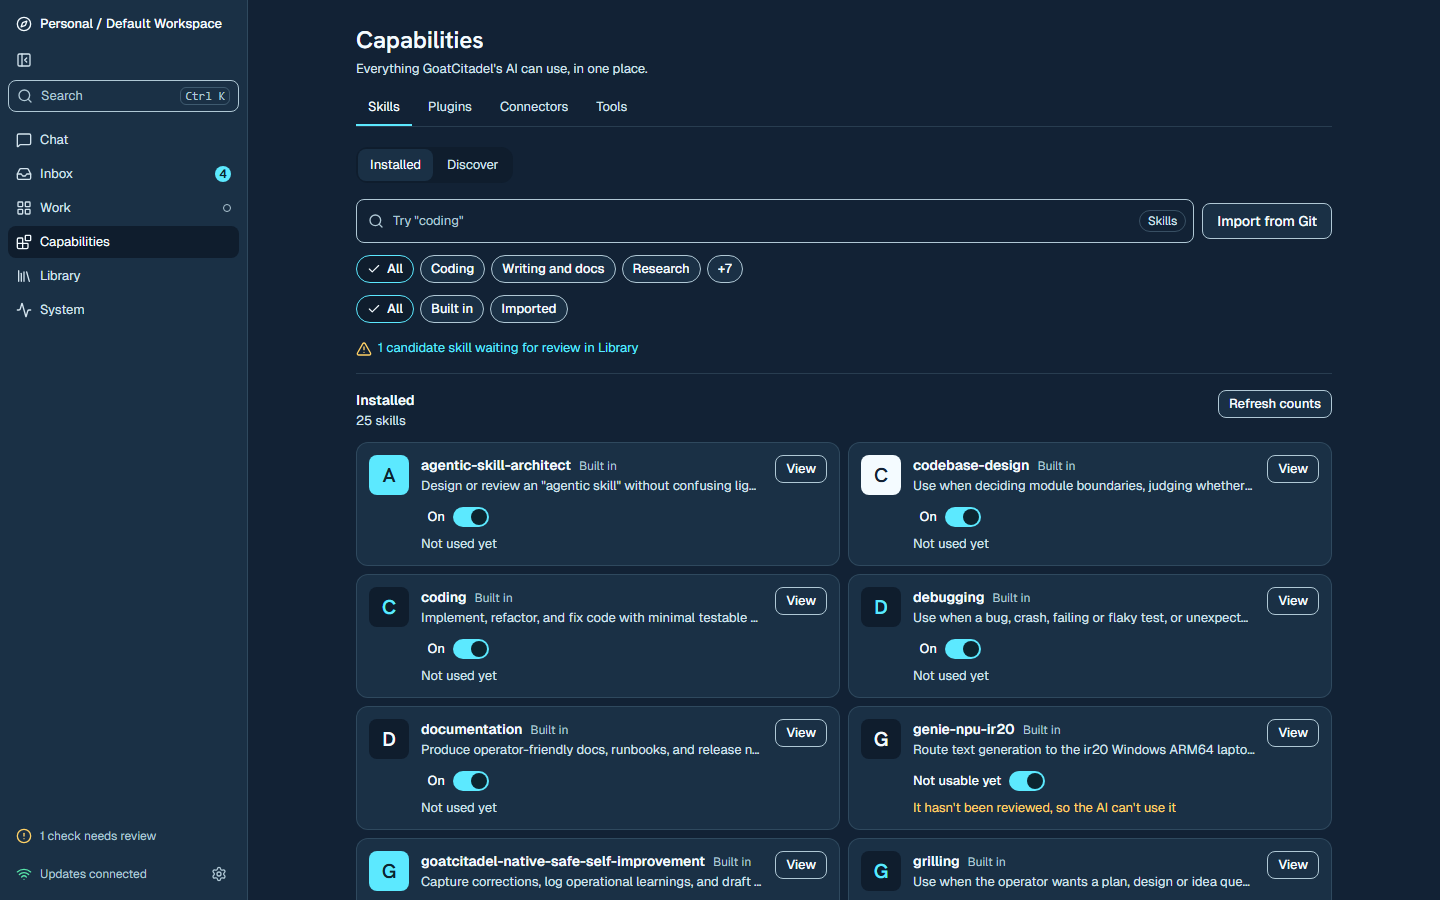 Personal / Default Workspace
Search
Ctrl K
Chat
Inbox
4
Work
Capabilities
Library
System
1 check needs review
Updates connected
Capabilities
Everything GoatCitadel's AI can use, in one place.
Skills
Plugins
Connectors
Tools
Installed
Discover
Try "coding"
Skills
Import from Git
All
Coding
Writing and docs
Research
+7
All
Built in
Imported
1 candidate skill waiting for review in Library
Installed
25 skills
Refresh counts
A
agentic-skill-architect Built in
Design or review an "agentic skill" without confusing lig...
On
Not used yet
View
C
codebase-design Built in
Use when deciding module boundaries, judging whether...
On
Not used yet
View
C
coding Built in
Implement, refactor, and fix code with minimal testable ...
On
Not used yet
View
D
debugging Built in
Use when a bug, crash, failing or flaky test, or unexpect...
On
Not used yet
View
D
documentation Built in
Produce operator-friendly docs, runbooks, and release n...
On
Not used yet
View
G
genie-npu-ir20 Built in
Route text generation to the ir20 Windows ARM64 lapto...
Not usable yet
It hasn't been reviewed, so the AI can't use it
View
G
goatcitadel-native-safe-self-improvement Built in
Capture corrections, log operational learnings, and draft ...
View
G
grilling Built in
Use when the operator wants a plan, design or idea que...
View